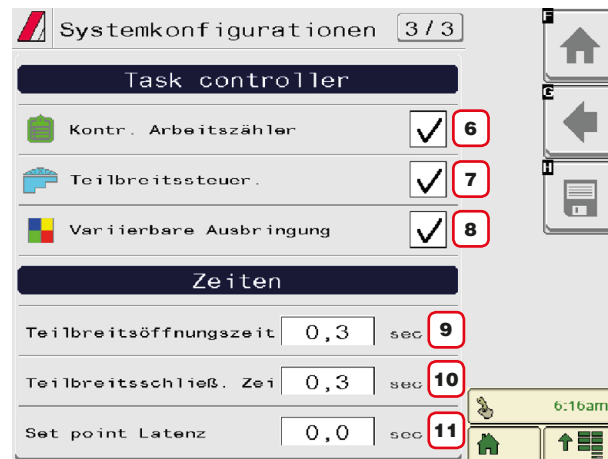 Systemkonfigurationen 3/3
F
Task controller
G
Kontr. Arbeitszähler 6
H
Teilbreitssteuer. 7
Variierbare Ausbringung 8
Zeiten
Teilbreitsöffnungszeit 0,3 sec 9
Teilbreitsschließ. Zei 0,3 sec 10
6:16am
Set point Latenz 0,0 sec 11